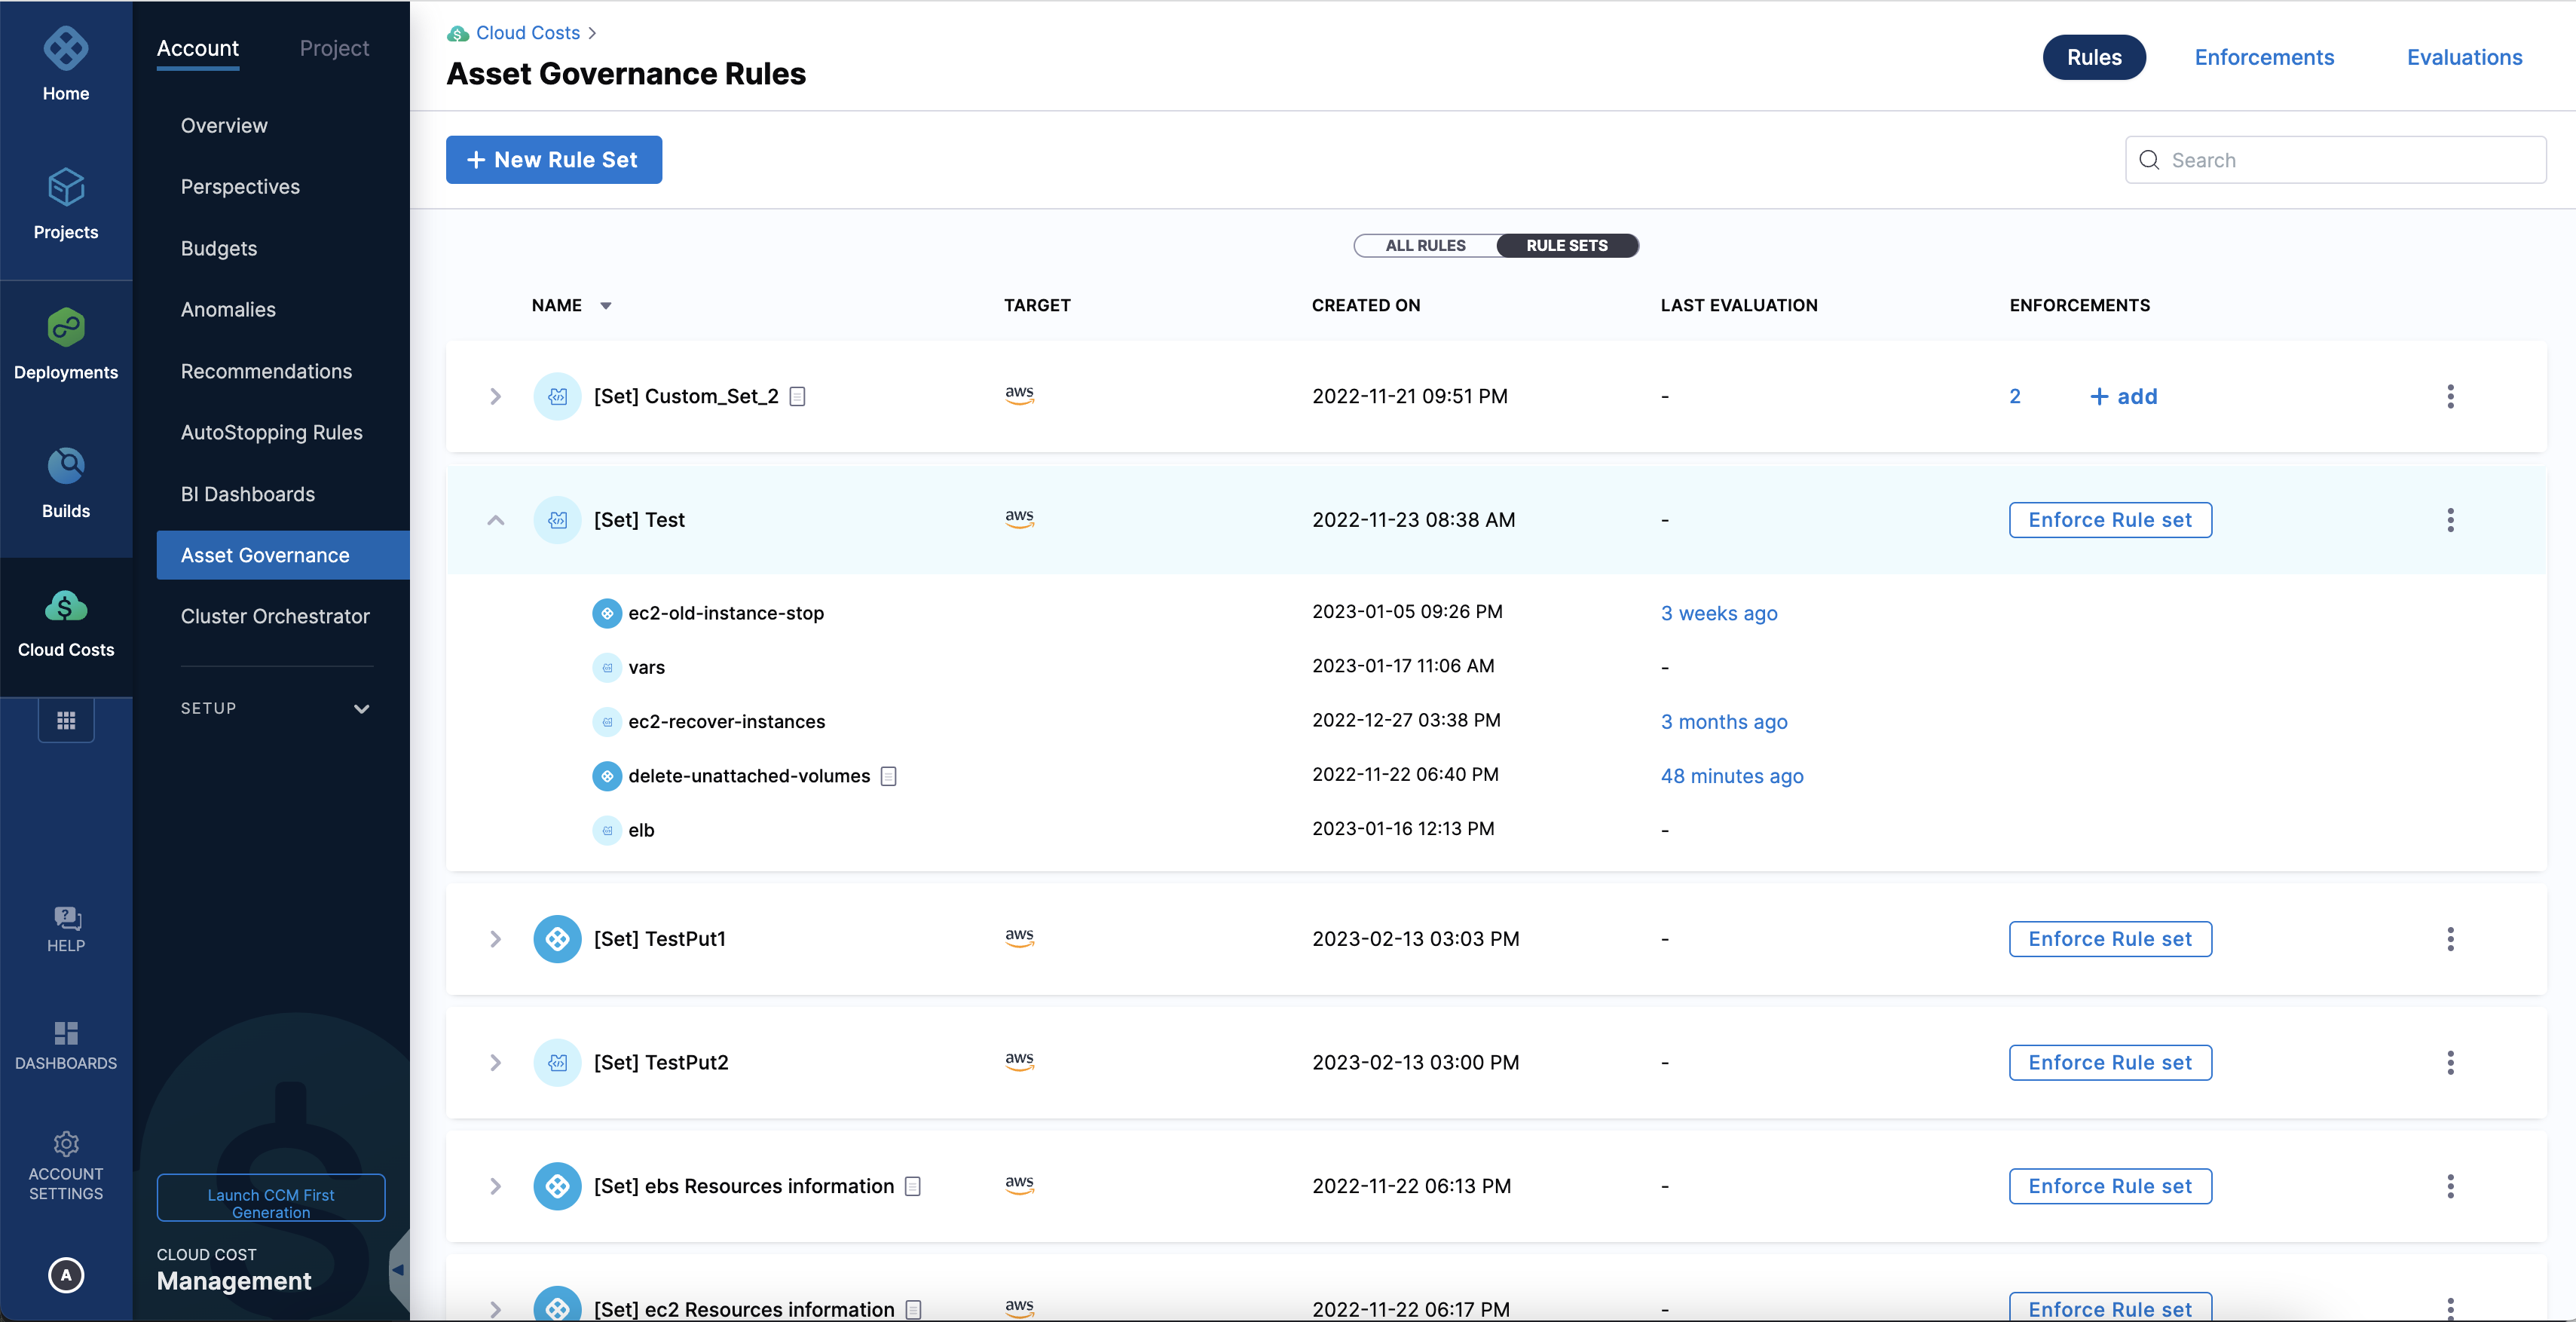 Home
Projects
Deployments
Builds
Cloud Costs
HELP
DASHBOARDS
ACCOUNT
SETTINGS
A
Account Project
Overview
Perspectives
Budgets
Anomalies
Recommendations
AutoStopping Rules
BI Dashboards
Asset Governance
Cluster Orchestrator
SETUP
Launch CCM First
Generation
CLOUD COST
Management
Cloud Costs >
Asset Governance Rules
Rules Enforcements Evaluations
+ New Rule Set
Search
ALL RULES RULE SETS
NAME TARGET CREATED ON LAST EVALUATION ENFORCEMENTS
[Set] Custom_Set_2 aws 2022-11-21 09:51 PM - 2 + add
[Set] Test aws 2022-11-23 08:38 AM - Enforce Rule set
ec2-old-instance-stop 2023-01-05 09:26 PM 3 weeks ago
vars 2023-01-17 11:06 AM -
ec2-recover-instances 2022-12-27 03:38 PM 3 months ago
delete-unattached-volumes 2022-11-22 06:40 PM 48 minutes ago
elb 2023-01-16 12:13 PM -
[Set] TestPut1 aws 2023-02-13 03:03 PM - Enforce Rule set
[Set] TestPut2 aws 2023-02-13 03:00 PM - Enforce Rule set
[Set] ebs Resources information aws 2022-11-22 06:13 PM - Enforce Rule set
[Set] ec2 Resources information aws 2022-11-22 06:17 PM - Enforce Rule set